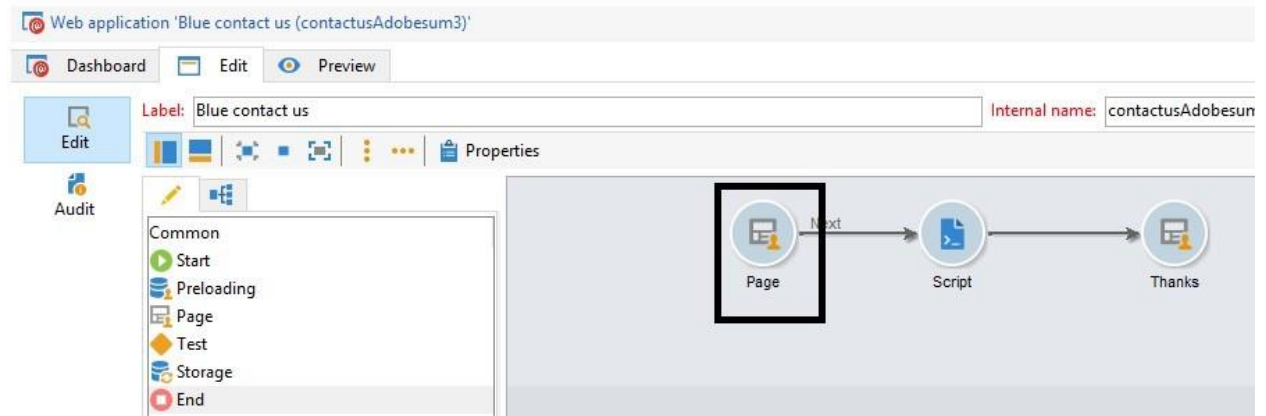 Web application 'Blue contact us (contactusAdobesum3)'
Dashboard Edit Preview
Label: Blue contact us Internal name: contactusAdobesum
Properties
Edit
Audit
Common
Start
Preloading
Page
Test
Storage
End
Next
Page Script Thanks